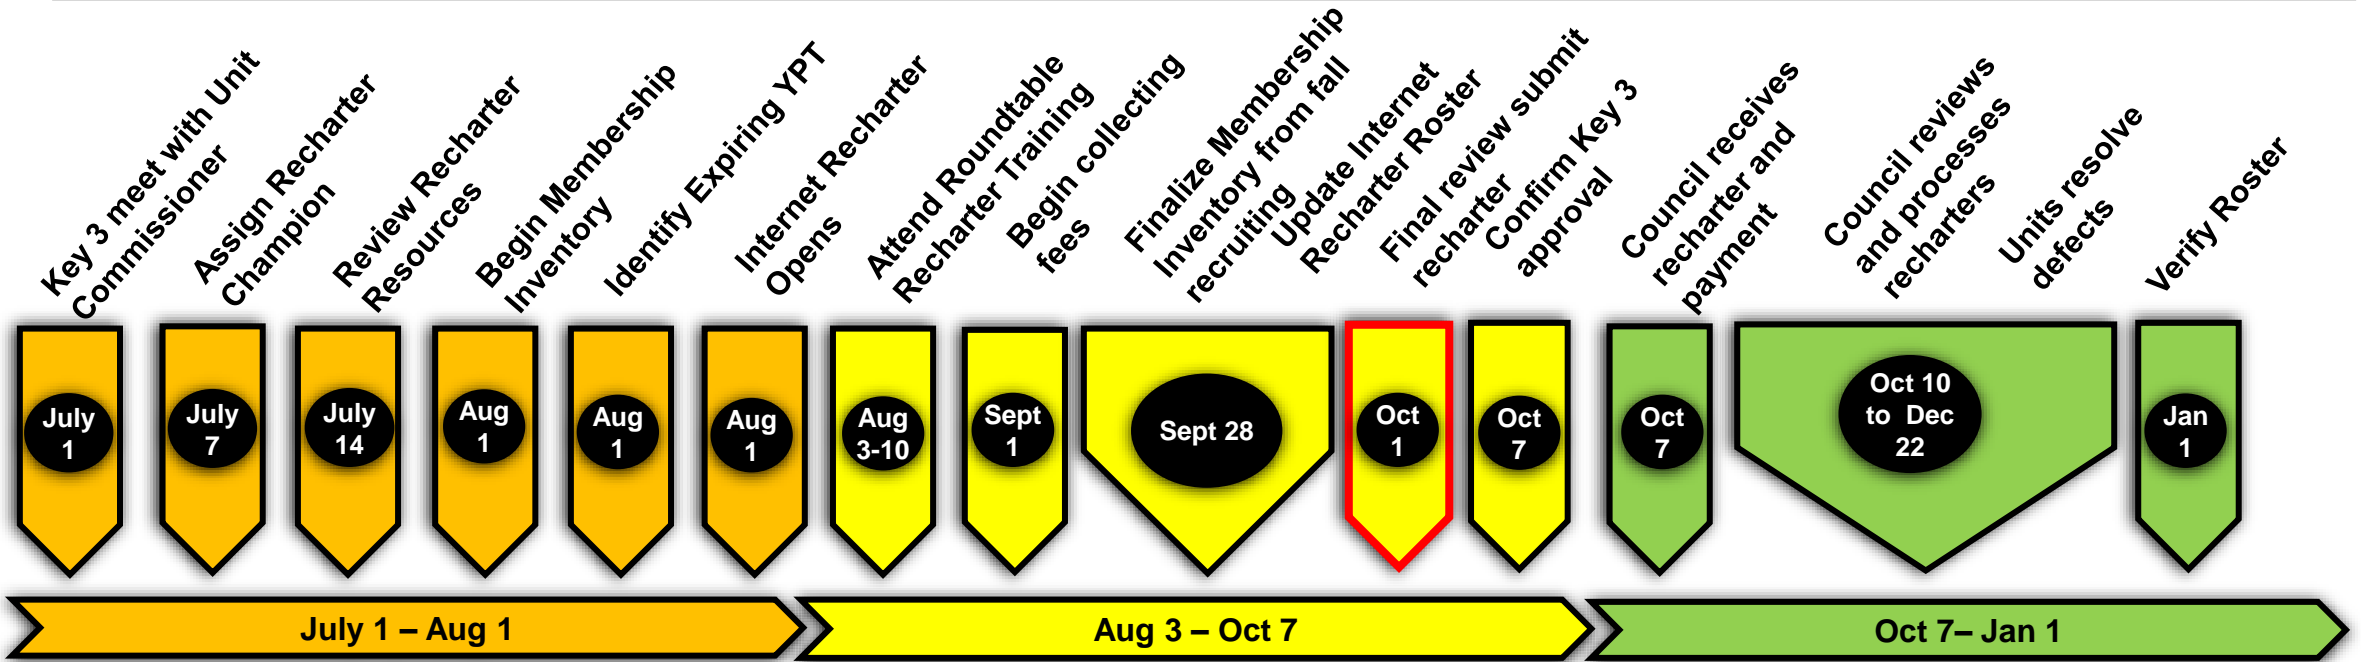 Key 3 meet with Unit
Commissioner
Assign Recharter
Champion
Review Recharter
Resources
Begin Membership
Inventory
Identify Expiring YPT
Internet Recharter
Opens
Attend Roundtable
Recharter Training
Begin collecting
fees
Finalize Membership
Inventory from fall
recruiting
Update Internet
Recharter Roster
Final review submit
recharter
Confirm Key 3
approval
Council receives
recharter and
payment
Council reviews
and processes
recharters
Units resolve
defects
Verify Roster
July
1
July
7
July
14
Aug
1
Aug
1
Aug
1
Aug
3-10
Sept
1
Sept 28
Oct
1
Oct
7
Oct
7
Oct 10
to Dec
22
Jan
1
July 1 – Aug 1
Aug 3 – Oct 7
Oct 7– Jan 1